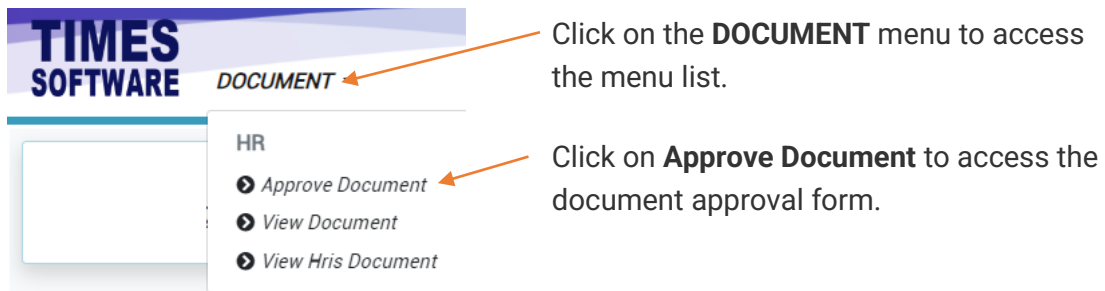 TIMES
SOFTWARE
DOCUMENT
HR
Approve Document
View Document
View Hris Document
Click on the DOCUMENT menu to access
the menu list.
Click on Approve Document to access the
document approval form.